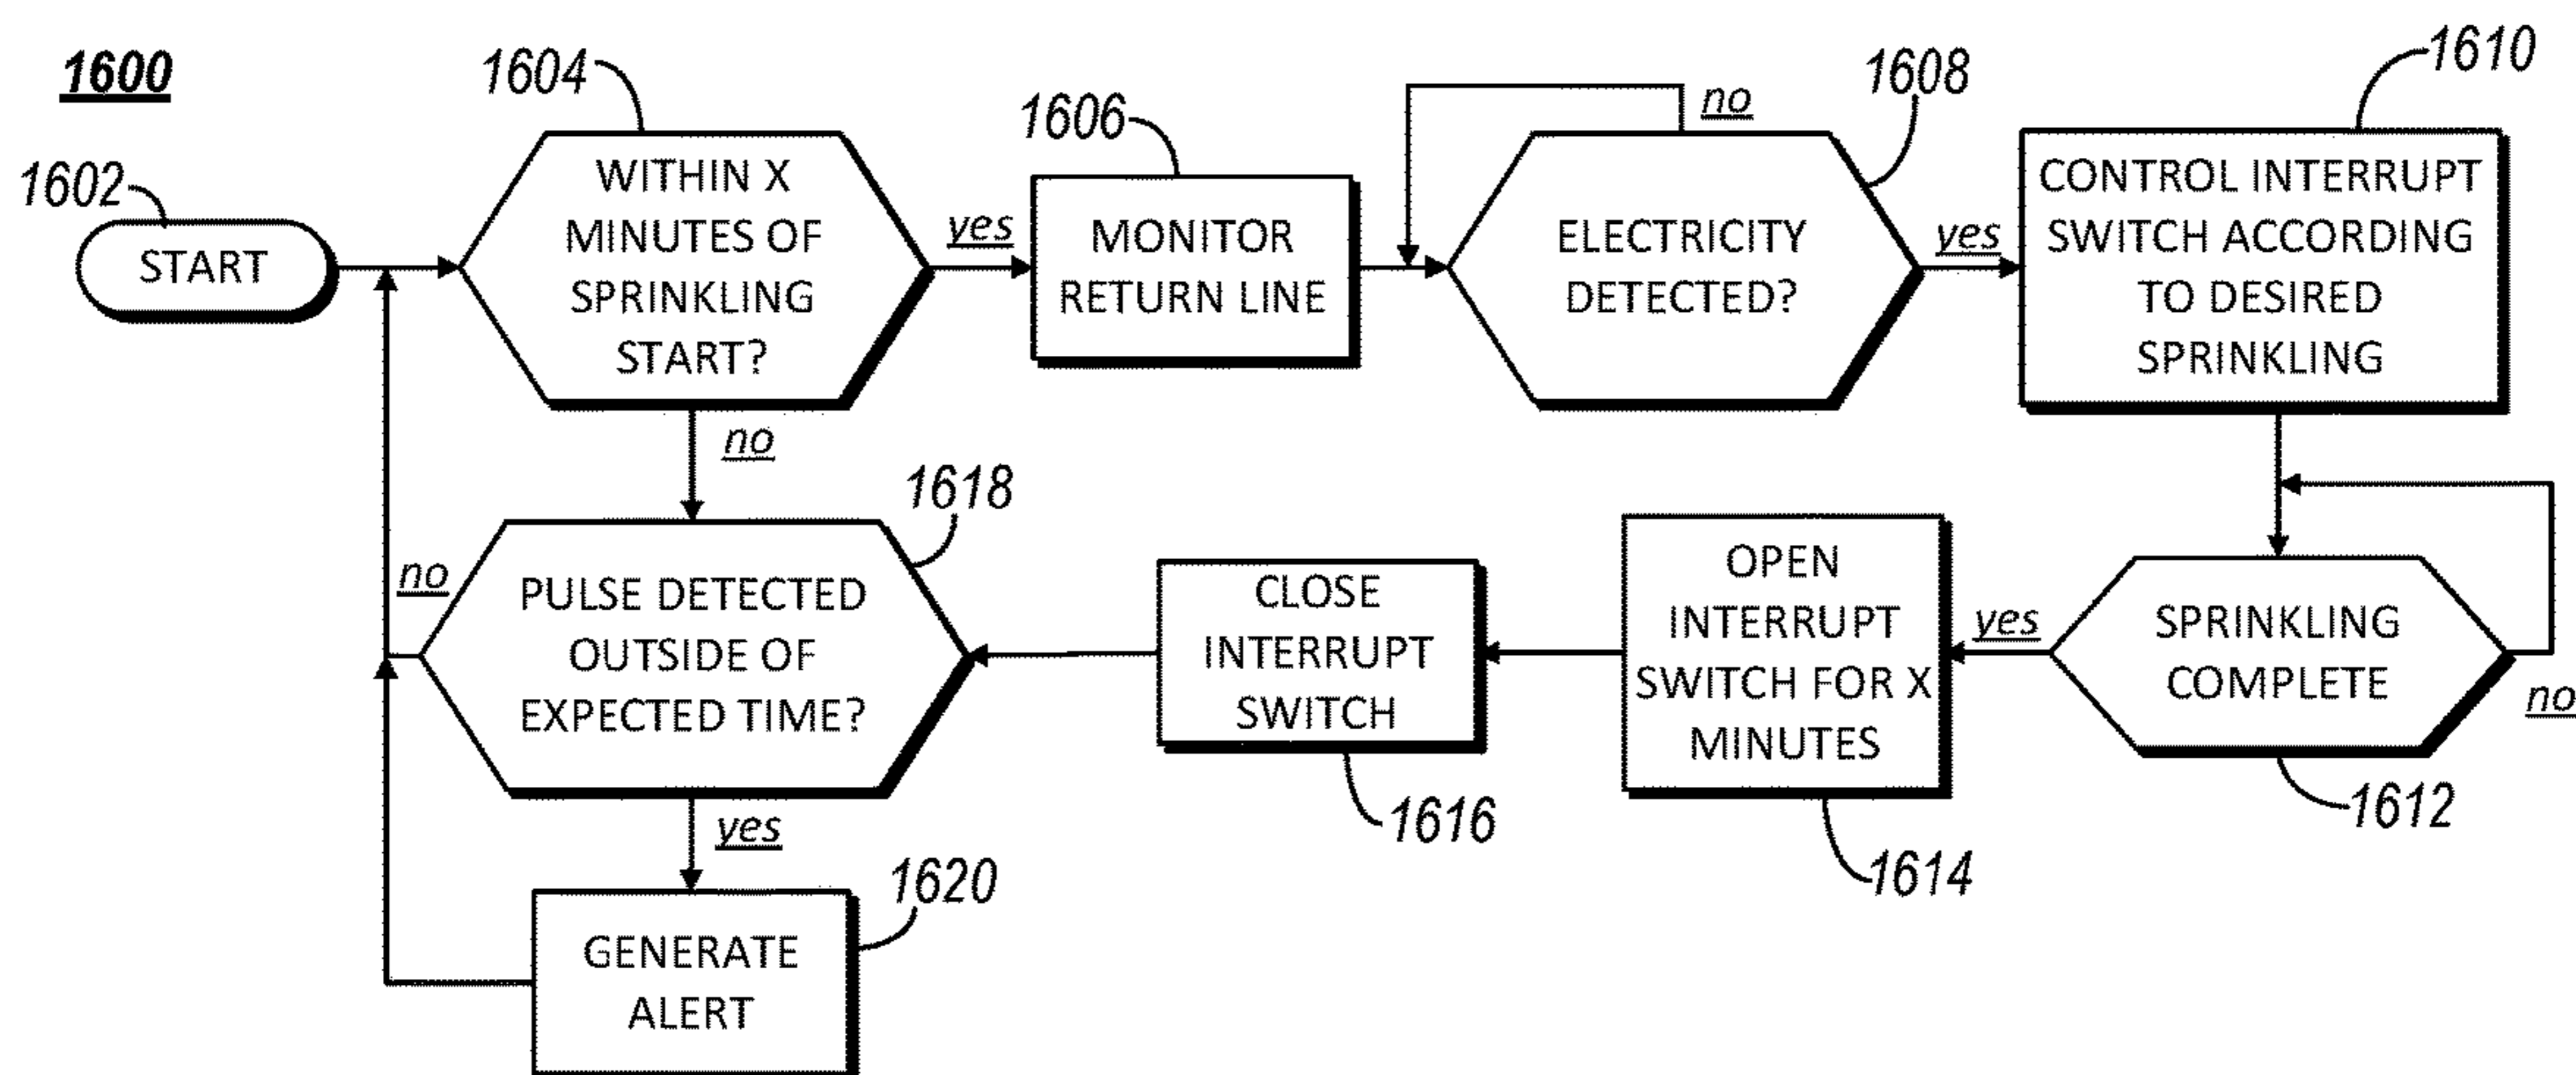 1600
1602
START
1604
WITHIN X
MINUTES OF
SPRINKLING
START?
yes
no
1606
MONITOR
RETURN LINE
1608
no
ELECTRICITY
DETECTED?
yes
1610
CONTROL INTERRUPT
SWITCH ACCORDING
TO DESIRED
SPRINKLING
SPRINKLING
COMPLETE
no
yes
1612
OPEN
INTERRUPT
SWITCH FOR X
MINUTES
1614
CLOSE
INTERRUPT
SWITCH
1616
1618
PULSE DETECTED
OUTSIDE OF
EXPECTED TIME?
no
yes
1620
GENERATE
ALERT